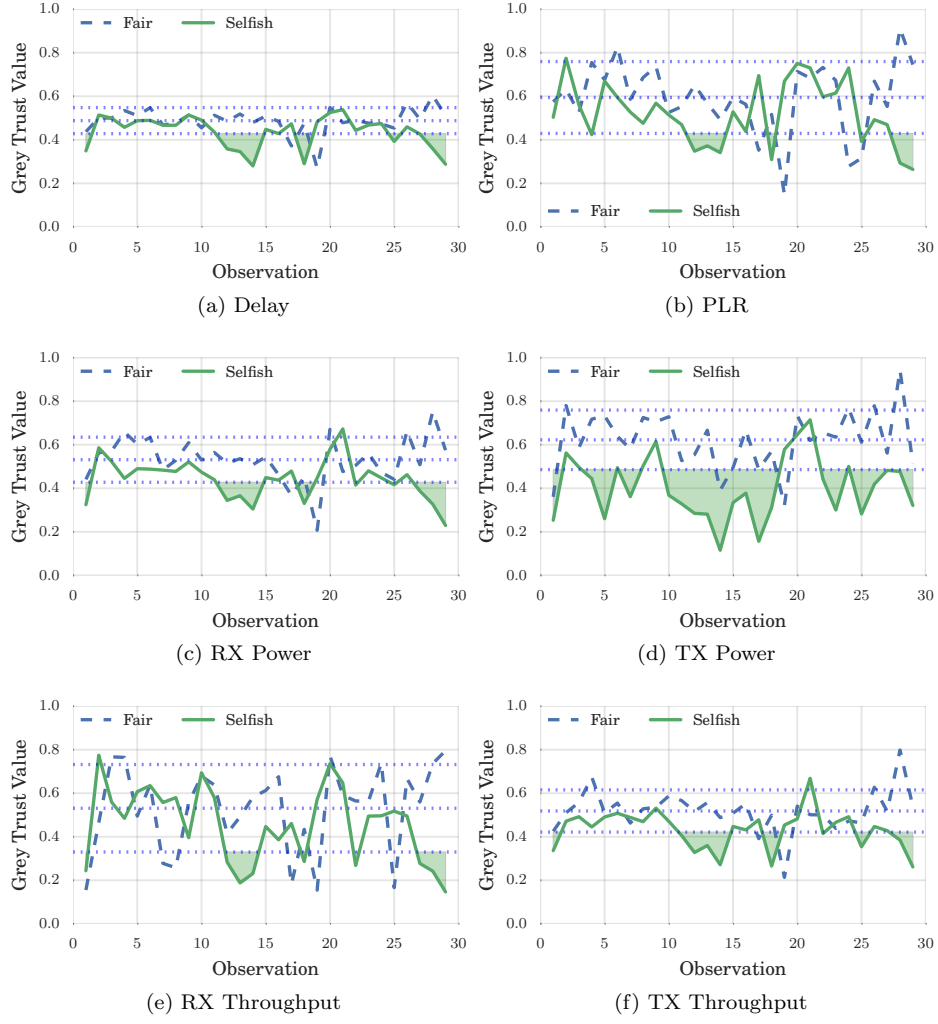 1.0
0.8
0.6
0.4
0.2
0.0
Grey Trust Value
Fair
Selfish
0 5 10 15 20 25 30
Observation
(a) Delay
1.0
0.8
0.6
0.4
0.2
0.0
Grey Trust Value
Fair
Selfish
0 5 10 15 20 25 30
Observation
(b) PLR
1.0
0.8
0.6
0.4
0.2
0.0
Grey Trust Value
Fair
Selfish
0 5 10 15 20 25 30
Observation
(c) RX Power
1.0
0.8
0.6
0.4
0.2
0.0
Grey Trust Value
Fair
Selfish
0 5 10 15 20 25 30
Observation
(d) TX Power
1.0
0.8
0.6
0.4
0.2
0.0
Grey Trust Value
Fair
Selfish
0 5 10 15 20 25 30
Observation
(e) RX Throughput
1.0
0.8
0.6
0.4
0.2
0.0
Grey Trust Value
Fair
Selfish
0 5 10 15 20 25 30
Observation
(f) TX Throughput